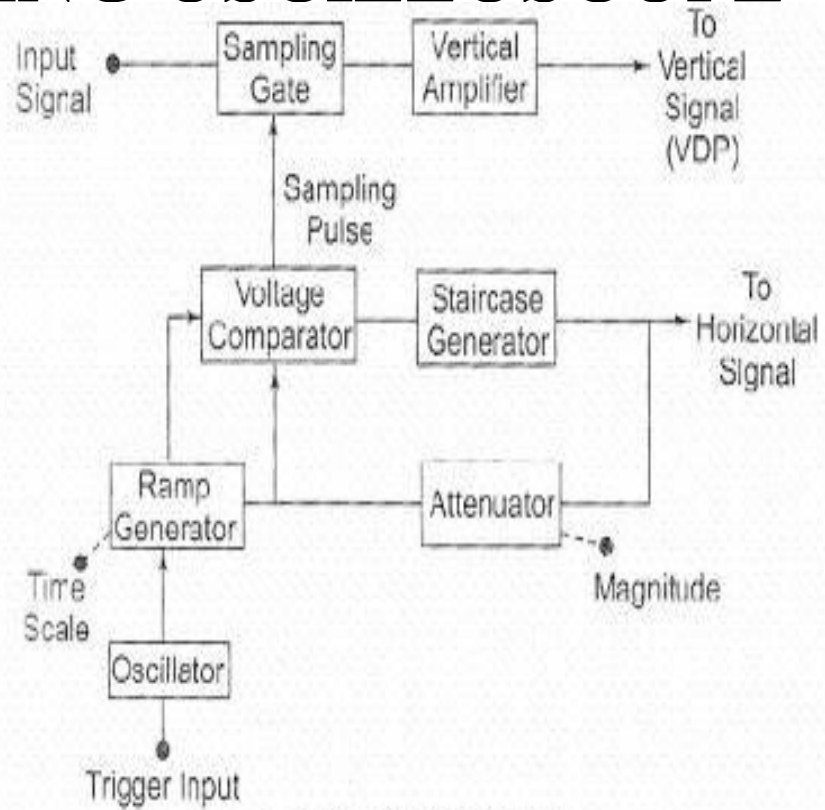 To
Input
Signal
Sampling
Gate
Vertical
Amplifier
Vertical
Signal
(VDP)
Sampling
Pulse
Voltage
Comparator
Staircase
Generator
To
Horizontal
Signal
Ramp
Generator
Attenuator
Time
Scale
Magnitude
Oscillator
Trigger Input